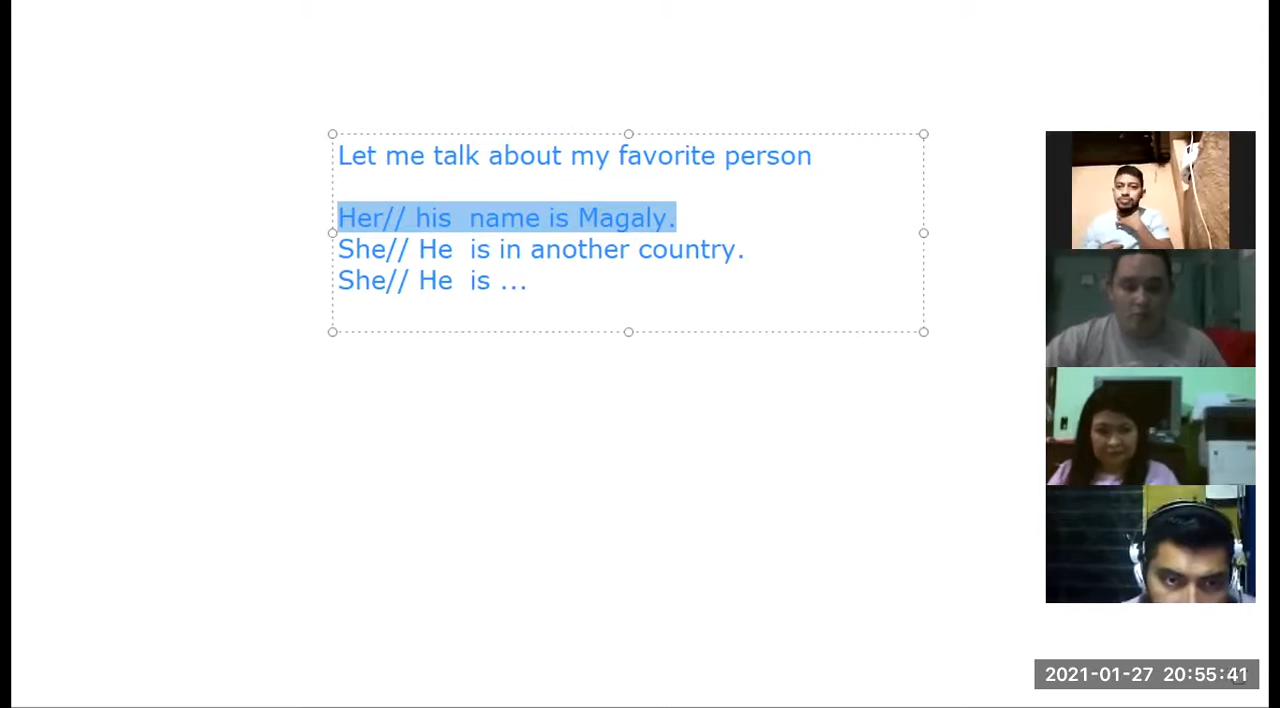 Let me talk about my favorite person
Her// his  name is Magaly.
She// He  is in another country.
She// He  is ...
2021-01-27 20:55:41